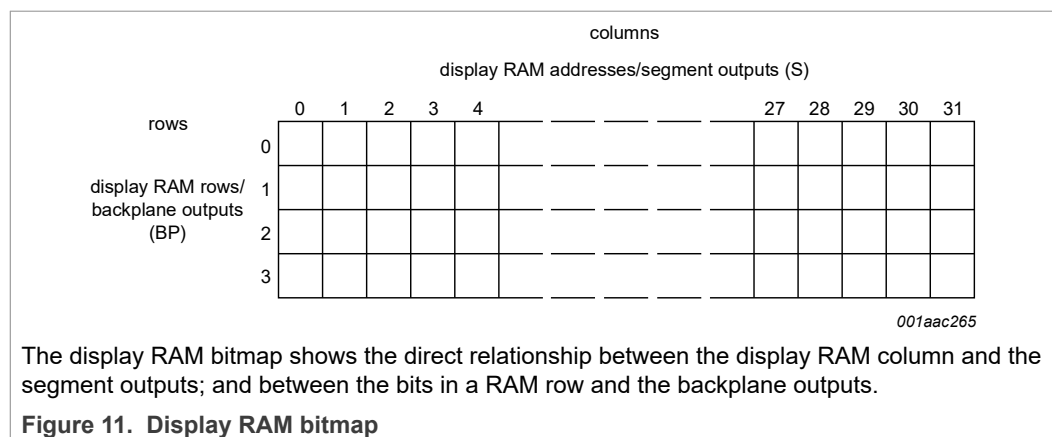 columns
display RAM addresses/segment outputs (S)
0 1 2 3 4 27 28 29 30 31
rows
0
display RAM rows/
backplane outputs
(BP)
1
2
3
001aac265
The display RAM bitmap shows the direct relationship between the display RAM column and the
segment outputs; and between the bits in a RAM row and the backplane outputs.
Figure 11. Display RAM bitmap